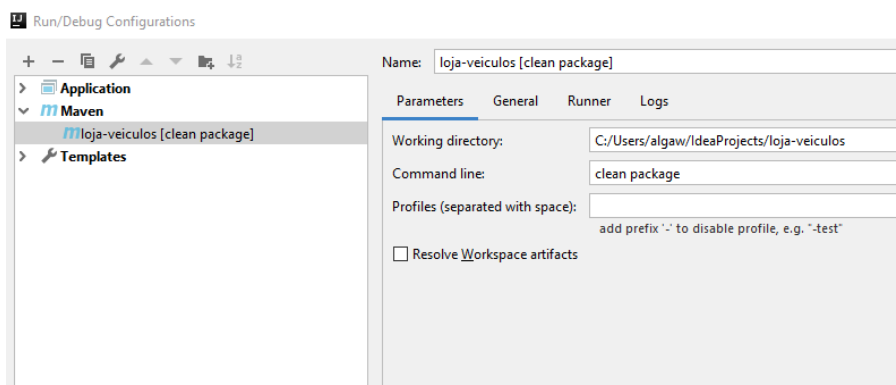 Run/Debug Configurations
Application
Maven
loja-veiculos [clean package]
Templates
Name: loja-veiculos [clean package]
Parameters General Runner Logs
Working directory: C:/Users/algaw/IdeaProjects/loja-veiculos
Command line: clean package
Profiles (separated with space):
add prefix '-' to disable profile, e.g. "-test"
Resolve Workspace artifacts